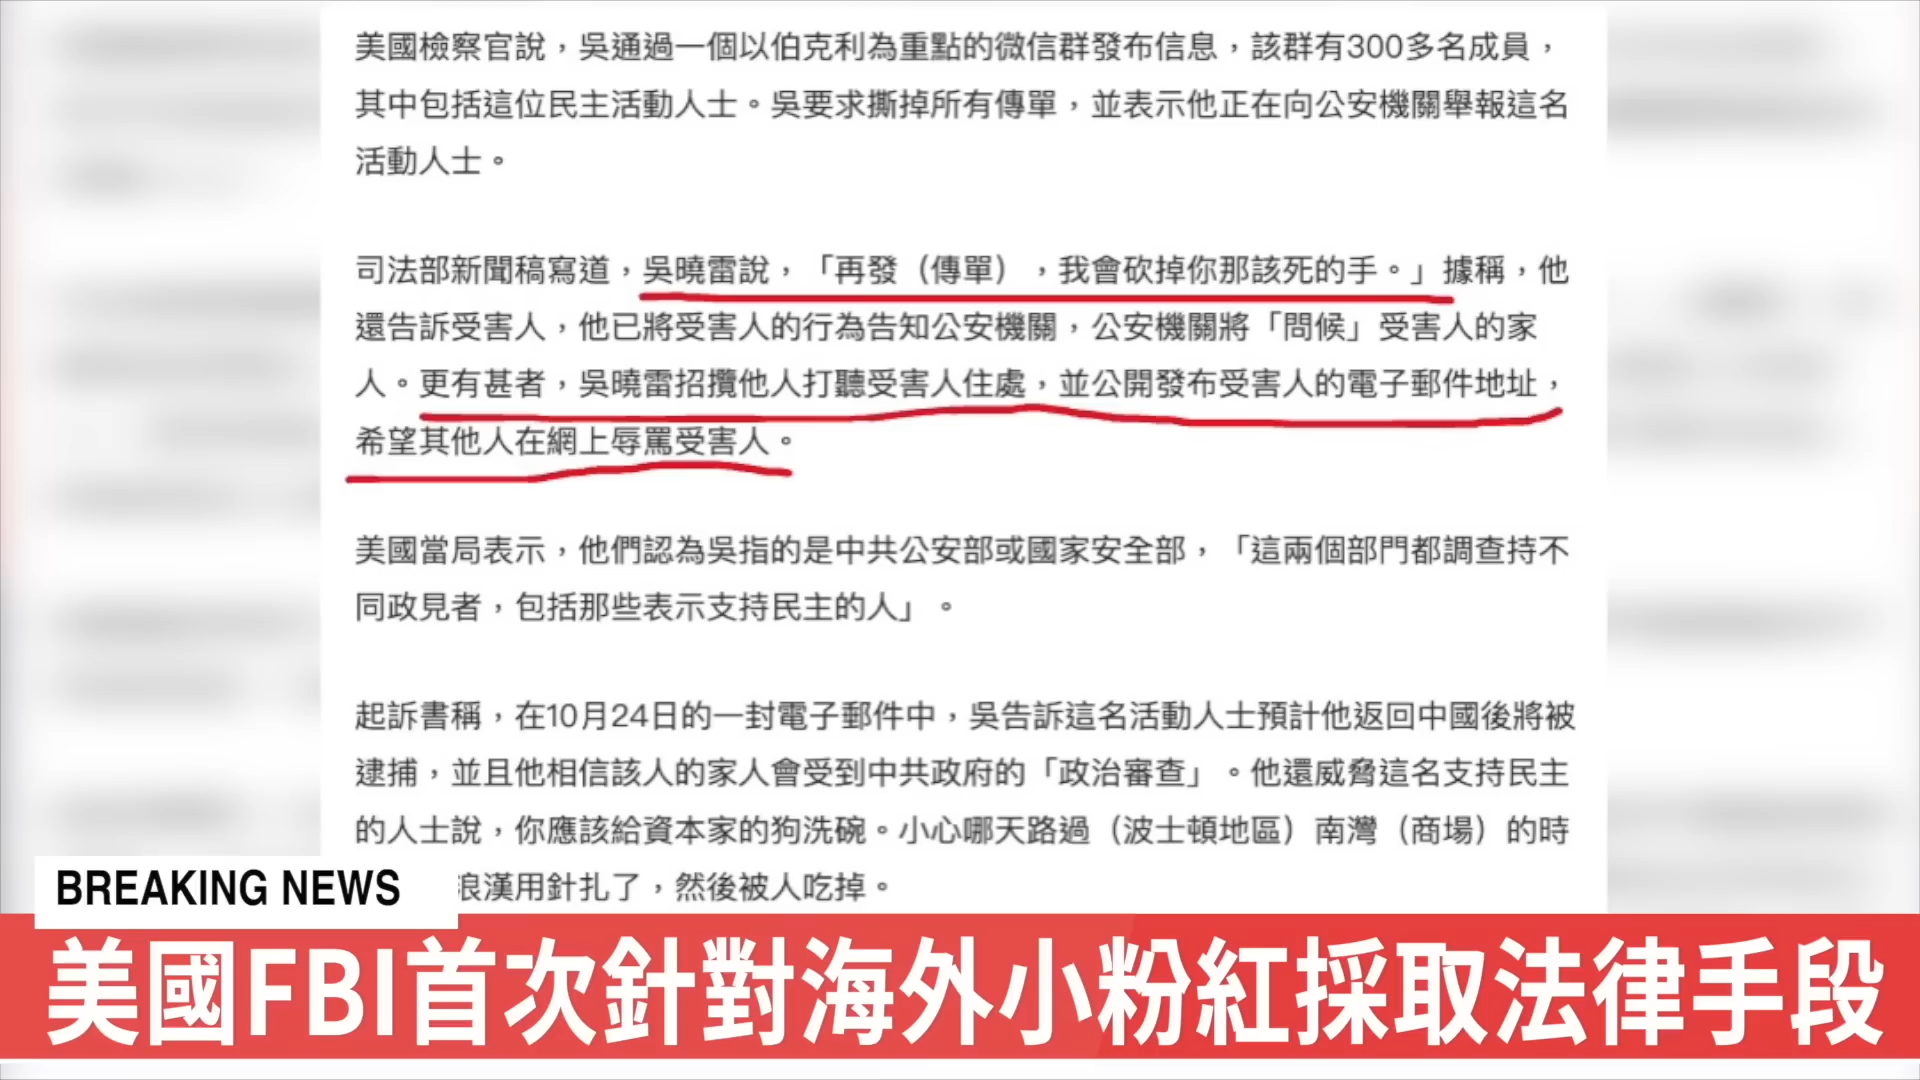 美國檢察官說，吳通過一個以伯克利為重點的微信群發布信息，該群有300多名成員，
其中包括這位民主活動人士。吳要求撕掉所有傳單，並表示他正在向公安機關舉報這名
活動人士。
司法部新聞稿寫道，吳曉雷說，「再發（傳單），我會砍掉你那該死的手。」據稱，他
還告訴受害人，他已將受害人的行為告知公安機關，公安機關將「問候」受害人的家
人。更有甚者，吳曉雷招攬他人打聽受害人住處，並公開發布受害人的電子郵件地址，
希望其他人在網上辱罵受害人。
美國當局表示，他們認為吳指的是中共公安部或國家安全部，「這兩個部門都調查持不
同政見者，包括那些表示支持民主的人」。
起訴書稱，在10月24日的一封電子郵件中，吳告訴這名活動人士預計他返回中國後將被
逮捕，並且他相信該人的家人會受到中共政府的「政治審查」。他還威脅這名支持民主
的人士說，你應該給資本家的狗洗碗。小心哪天路過（波士頓地區）南灣（商場）的時
浪漢用針扎了，然後被人吃掉。
BREAKING NEWS
美國FBI首次針對海外小粉紅採取法律手段